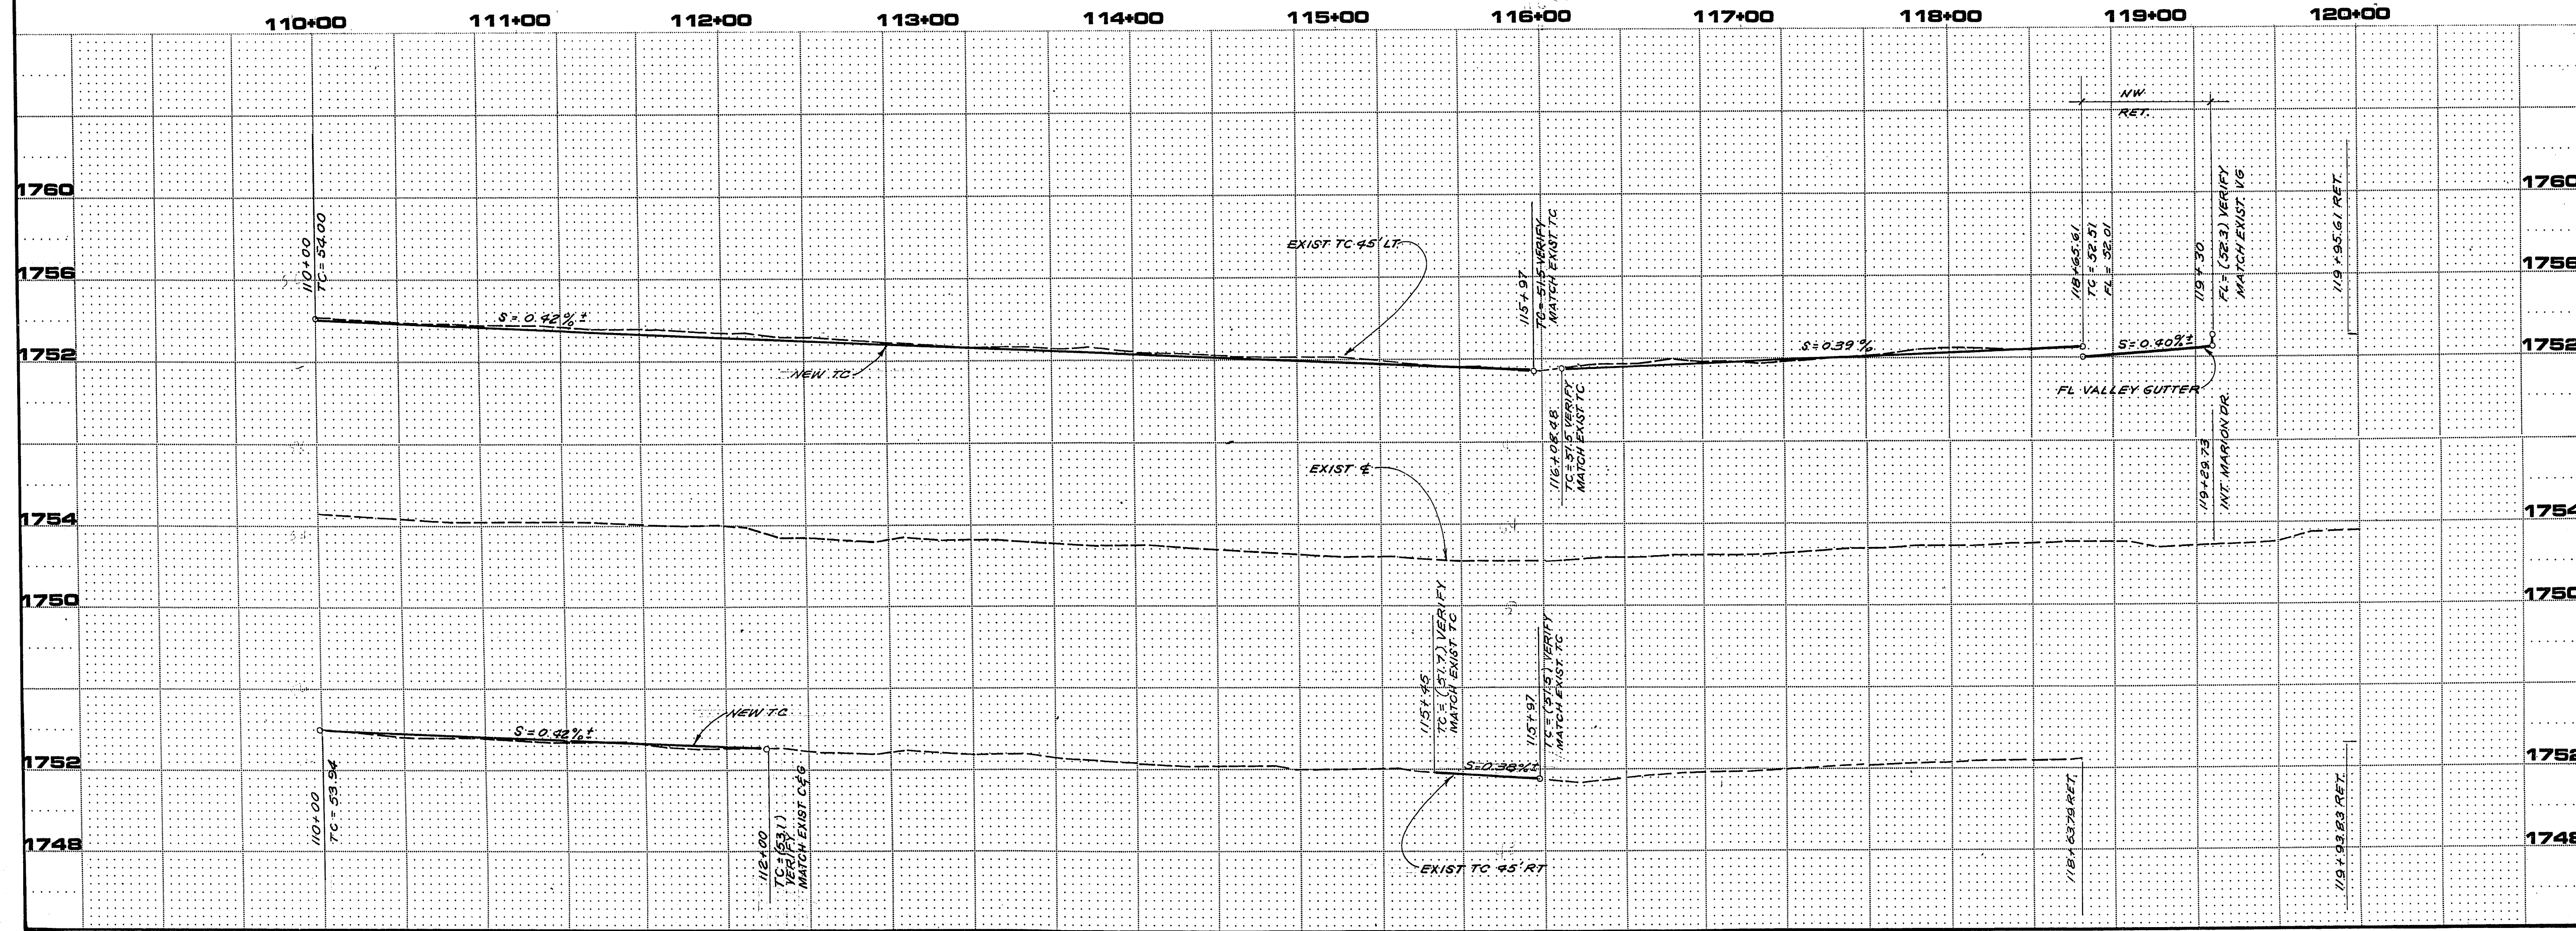 110+00 111+00 112+00 113+00 114+00 115+00 116+00 117+00 118+00 119+00 120+00
NW
RET.
1760
1760
110+00
TC = 54.00
EXIST TC 45' LT
115+97
TC = 51.5 VERIFY
MATCH EXIST TC
118+65.61
TC = 52.51
FL = 52.01
119+30
FL = (52.3) VERIFY
MATCH EXIST. VG
119+95.61 RET.
1756
1756
S = 0.42% ±
1752
NEW TC
S = 0.39%
S = 0.40% ±
1752
FL VALLEY GUTTER
116+08.48
TC = 51.5 VERIFY
MATCH EXIST TC
119+29.73
INT. MARION DR.
EXIST ℄
1754
1754
1750
1750
115+45
TC = (51.7) VERIFY
MATCH EXIST TC
115+97
TC = (51.5) VERIFY
MATCH EXIST. TC
NEW TC
S = 0.42% ±
1752
S = 0.38% ±
1752
110+00
TC = 53.94
112+00
TC = (53.1)
VERIFY
MATCH EXIST C&G
118+63.79 RET.
119+93.83 RET.
1748
1748
EXIST TC 45' RT